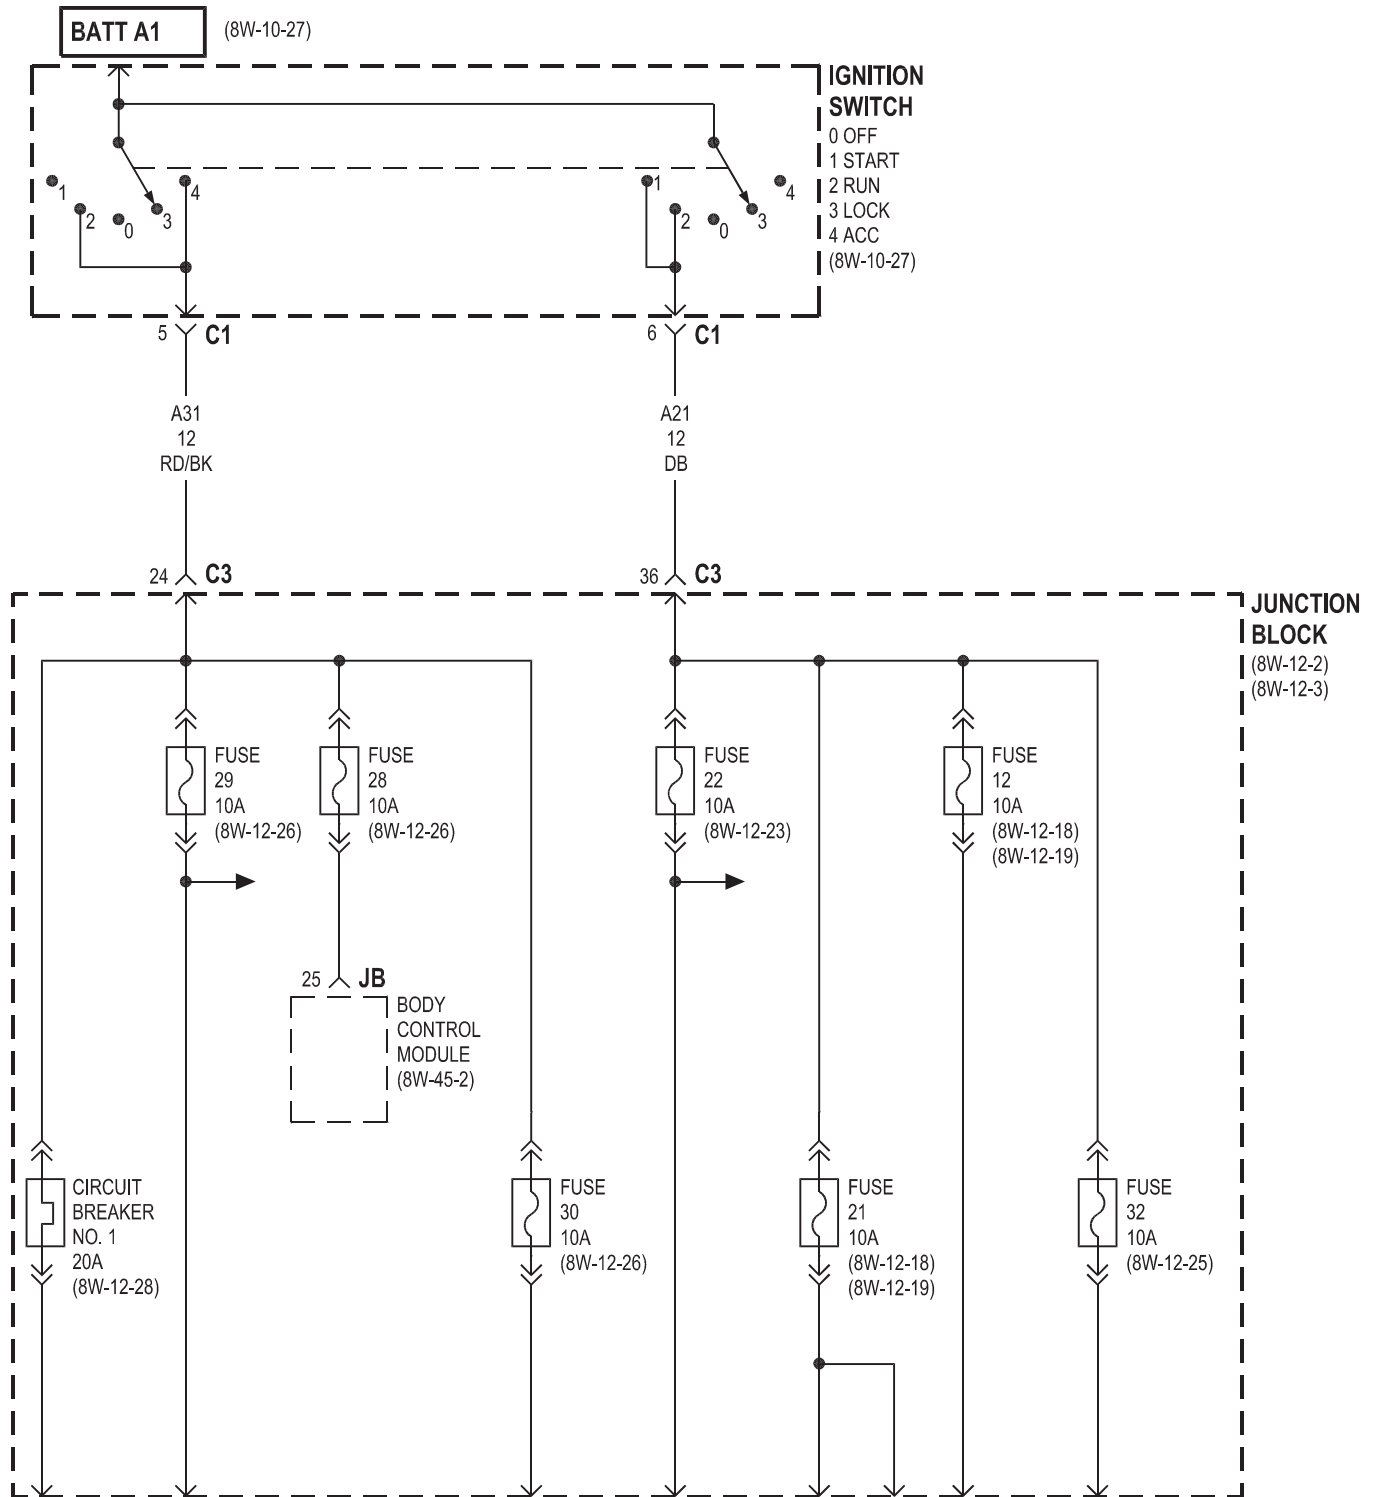 BATT A1
(8W-10-27)
IGNITION
SWITCH
0 OFF
1 START
2 RUN
3 LOCK
4 ACC
(8W-10-27)
1
2
0
3
4
1
2
0
3
4
5
C1
6
C1
A31
12
RD/BK
A21
12
DB
24
C3
36
C3
JUNCTION
BLOCK
(8W-12-2)
(8W-12-3)
FUSE
29
10A
(8W-12-26)
FUSE
28
10A
(8W-12-26)
FUSE
22
10A
(8W-12-23)
FUSE
12
10A
(8W-12-18)
(8W-12-19)
25
JB
BODY
CONTROL
MODULE
(8W-45-2)
CIRCUIT
BREAKER
NO. 1
20A
(8W-12-28)
FUSE
30
10A
(8W-12-26)
FUSE
21
10A
(8W-12-18)
(8W-12-19)
FUSE
32
10A
(8W-12-25)